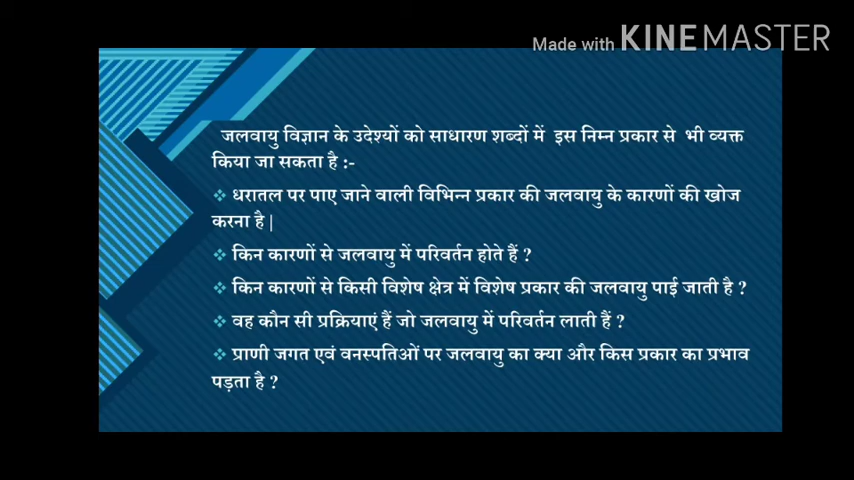 Made with KINEMASTER
जलवायु विज्ञान के उदेश्यों को साधारण शब्दों में इस निम्न प्रकार से भी व्यक्त
किया जा सकता है :-
❖ धरातल पर पाए जाने वाली विभिन्न प्रकार की जलवायु के कारणों की खोज
करना है |
❖ किन कारणों से जलवायु में परिवर्तन होते हैं ?
❖ किन कारणों से किसी विशेष क्षेत्र में विशेष प्रकार की जलवायु पाई जाती है ?
❖ वह कौन सी प्रक्रियाएं हैं जो जलवायु में परिवर्तन लाती हैं ?
❖ प्राणी जगत एवं वनस्पतिओं पर जलवायु का क्या और किस प्रकार का प्रभाव
पड़ता है ?